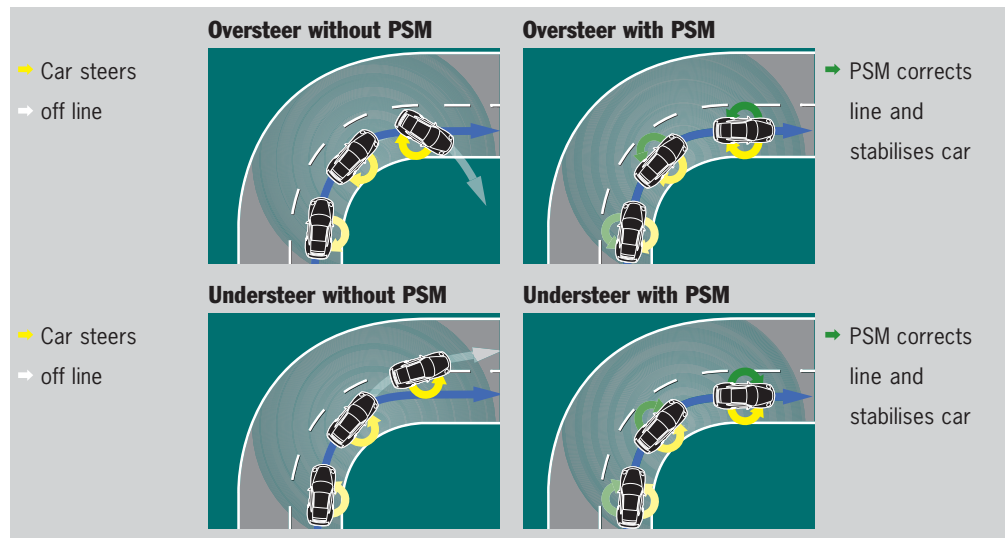 Oversteer without PSM
Oversteer with PSM
Car steers
off line
PSM corrects
line and
stabilises car
Understeer without PSM
Understeer with PSM
Car steers
off line
PSM corrects
line and
stabilises car